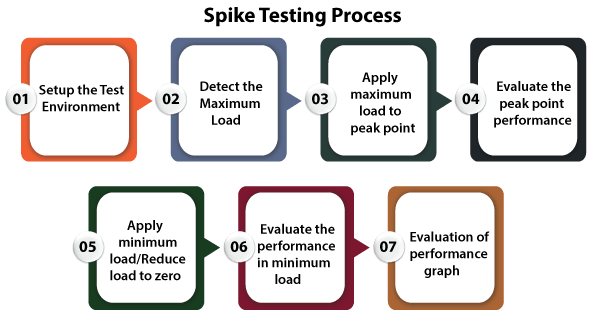 Spike Testing Process
01
Setup the Test
Environment
02
Detect the
Maximum
Load
03
Apply
maximum
load to
peak point
04
Evaluate the
peak point
performance
05
Apply
minimum
load/Reduce
load to zero
06
Evaluate the
performance
in minimum
load
07
Evaluation of
performance
graph